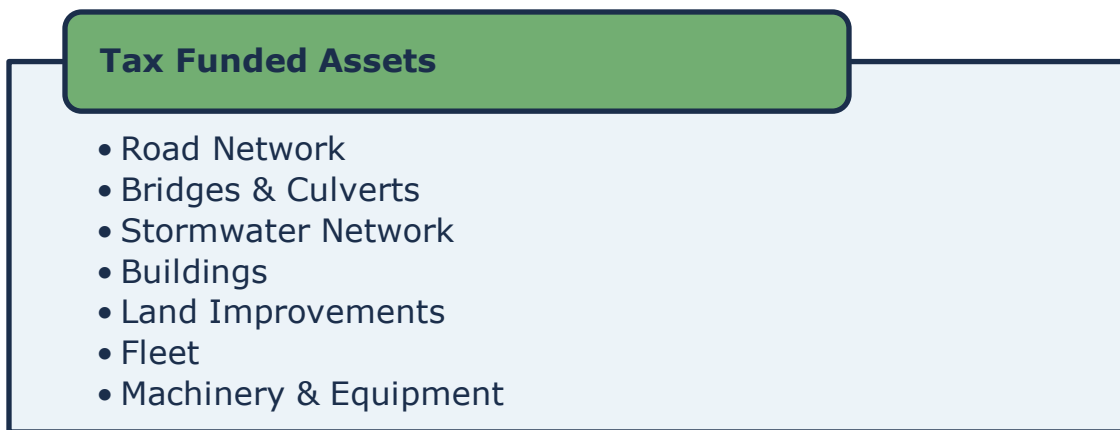 Tax Funded Assets
• Road Network
• Bridges & Culverts
• Stormwater Network
• Buildings
• Land Improvements
• Fleet
• Machinery & Equipment